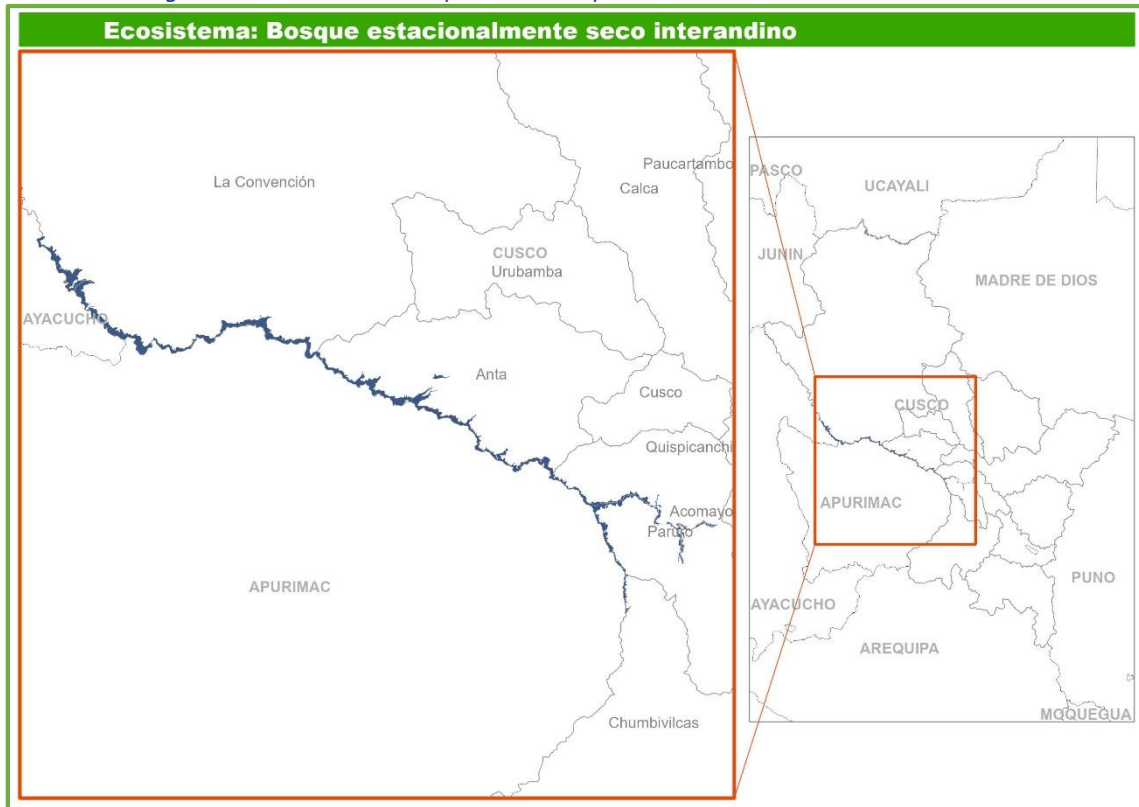 Ecosistema: Bosque estacionalmente seco interandino
La Convención
Paucartambo
Calca
CUSCO
Urubamba
AYACUCHO
Anta
Cusco
Quispicanchi
Acomayo
Paruro
APURIMAC
Chumbivilcas
PASCO
UCAYALI
JUNIN
MADRE DE DIOS
CUSCO
APURIMAC
PUNO
AYACUCHO
AREQUIPA
MOQUEGUA